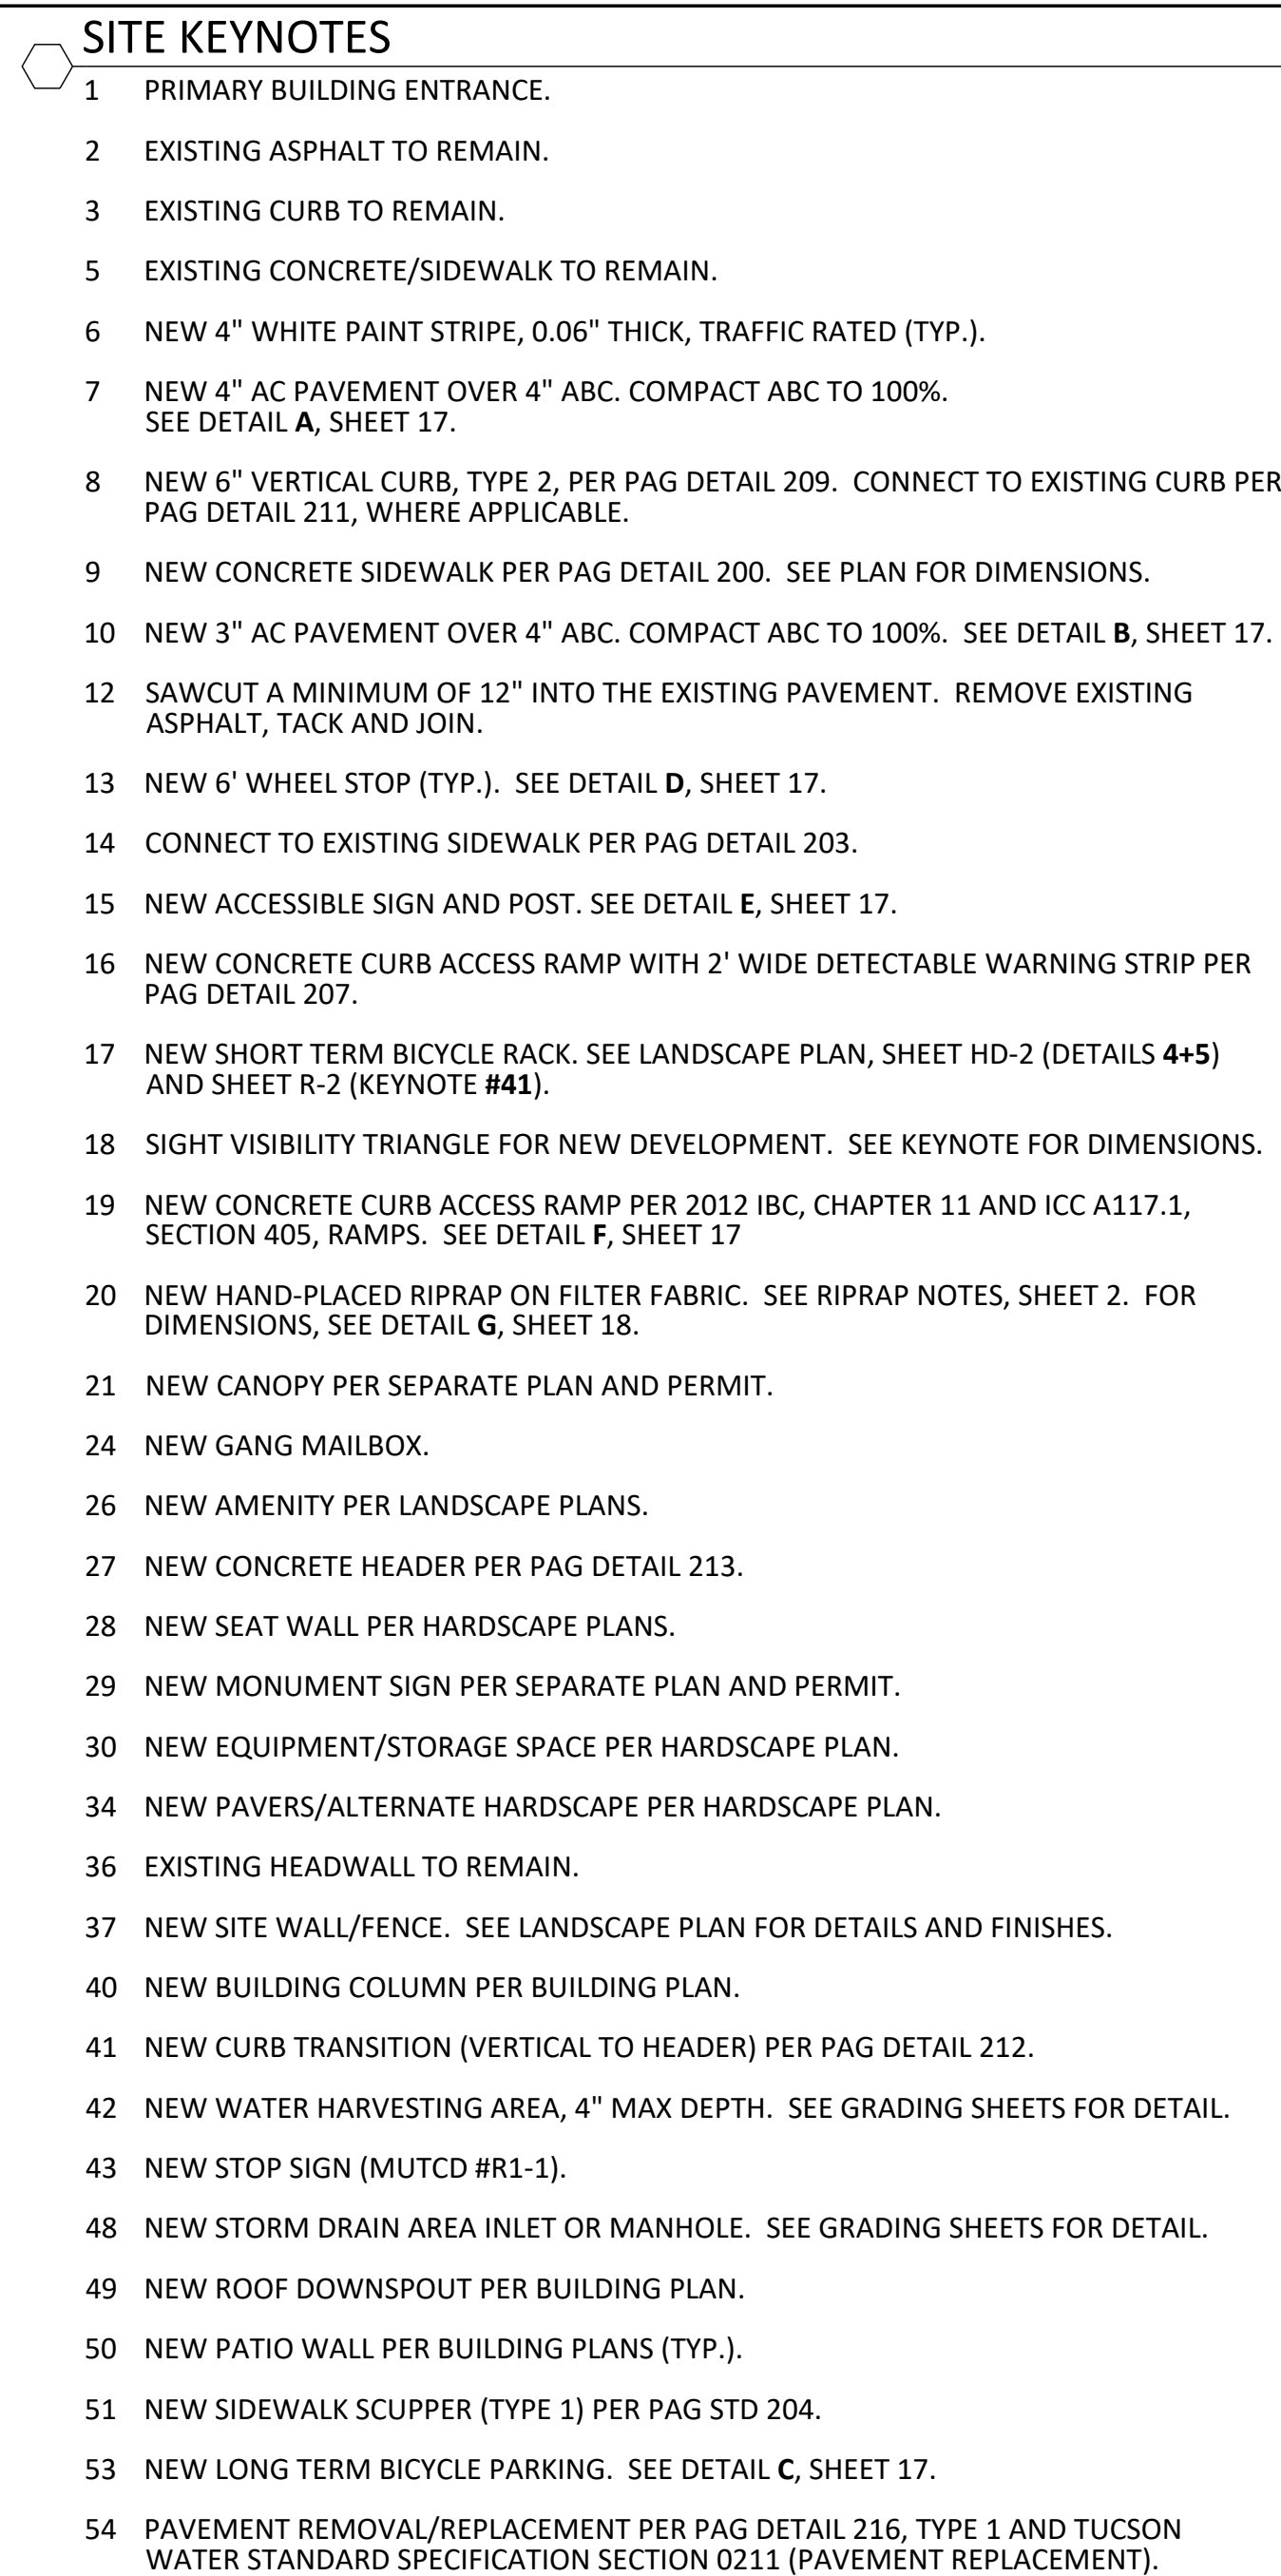 SITE KEYNOTES
1 PRIMARY BUILDING ENTRANCE.
2 EXISTING ASPHALT TO REMAIN.
3 EXISTING CURB TO REMAIN.
5 EXISTING CONCRETE/SIDEWALK TO REMAIN.
6 NEW 4" WHITE PAINT STRIPE, 0.06" THICK, TRAFFIC RATED (TYP.).
7 NEW 4" AC PAVEMENT OVER 4" ABC. COMPACT ABC TO 100%.
SEE DETAIL A, SHEET 17.
8 NEW 6" VERTICAL CURB, TYPE 2, PER PAG DETAIL 209. CONNECT TO EXISTING CURB PER
PAG DETAIL 211, WHERE APPLICABLE.
9 NEW CONCRETE SIDEWALK PER PAG DETAIL 200. SEE PLAN FOR DIMENSIONS.
10 NEW 3" AC PAVEMENT OVER 4" ABC. COMPACT ABC TO 100%. SEE DETAIL B, SHEET 17.
12 SAWCUT A MINIMUM OF 12" INTO THE EXISTING PAVEMENT. REMOVE EXISTING
ASPHALT, TACK AND JOIN.
13 NEW 6' WHEEL STOP (TYP.). SEE DETAIL D, SHEET 17.
14 CONNECT TO EXISTING SIDEWALK PER PAG DETAIL 203.
15 NEW ACCESSIBLE SIGN AND POST. SEE DETAIL E, SHEET 17.
16 NEW CONCRETE CURB ACCESS RAMP WITH 2' WIDE DETECTABLE WARNING STRIP PER
PAG DETAIL 207.
17 NEW SHORT TERM BICYCLE RACK. SEE LANDSCAPE PLAN, SHEET HD-2 (DETAILS 4+5)
AND SHEET R-2 (KEYNOTE #41).
18 SIGHT VISIBILITY TRIANGLE FOR NEW DEVELOPMENT. SEE KEYNOTE FOR DIMENSIONS.
19 NEW CONCRETE CURB ACCESS RAMP PER 2012 IBC, CHAPTER 11 AND ICC A117.1,
SECTION 405, RAMPS. SEE DETAIL F, SHEET 17
20 NEW HAND-PLACED RIPRAP ON FILTER FABRIC. SEE RIPRAP NOTES, SHEET 2. FOR
DIMENSIONS, SEE DETAIL G, SHEET 18.
21 NEW CANOPY PER SEPARATE PLAN AND PERMIT.
24 NEW GANG MAILBOX.
26 NEW AMENITY PER LANDSCAPE PLANS.
27 NEW CONCRETE HEADER PER PAG DETAIL 213.
28 NEW SEAT WALL PER HARDSCAPE PLANS.
29 NEW MONUMENT SIGN PER SEPARATE PLAN AND PERMIT.
30 NEW EQUIPMENT/STORAGE SPACE PER HARDSCAPE PLAN.
34 NEW PAVERS/ALTERNATE HARDSCAPE PER HARDSCAPE PLAN.
36 EXISTING HEADWALL TO REMAIN.
37 NEW SITE WALL/FENCE. SEE LANDSCAPE PLAN FOR DETAILS AND FINISHES.
40 NEW BUILDING COLUMN PER BUILDING PLAN.
41 NEW CURB TRANSITION (VERTICAL TO HEADER) PER PAG DETAIL 212.
42 NEW WATER HARVESTING AREA, 4" MAX DEPTH. SEE GRADING SHEETS FOR DETAIL.
43 NEW STOP SIGN (MUTCD #R1-1).
48 NEW STORM DRAIN AREA INLET OR MANHOLE. SEE GRADING SHEETS FOR DETAIL.
49 NEW ROOF DOWNSPOUT PER BUILDING PLAN.
50 NEW PATIO WALL PER BUILDING PLANS (TYP.).
51 NEW SIDEWALK SCUPPER (TYPE 1) PER PAG STD 204.
53 NEW LONG TERM BICYCLE PARKING. SEE DETAIL C, SHEET 17.
54 PAVEMENT REMOVAL/REPLACEMENT PER PAG DETAIL 216, TYPE 1 AND TUCSON
WATER STANDARD SPECIFICATION SECTION 0211 (PAVEMENT REPLACEMENT).